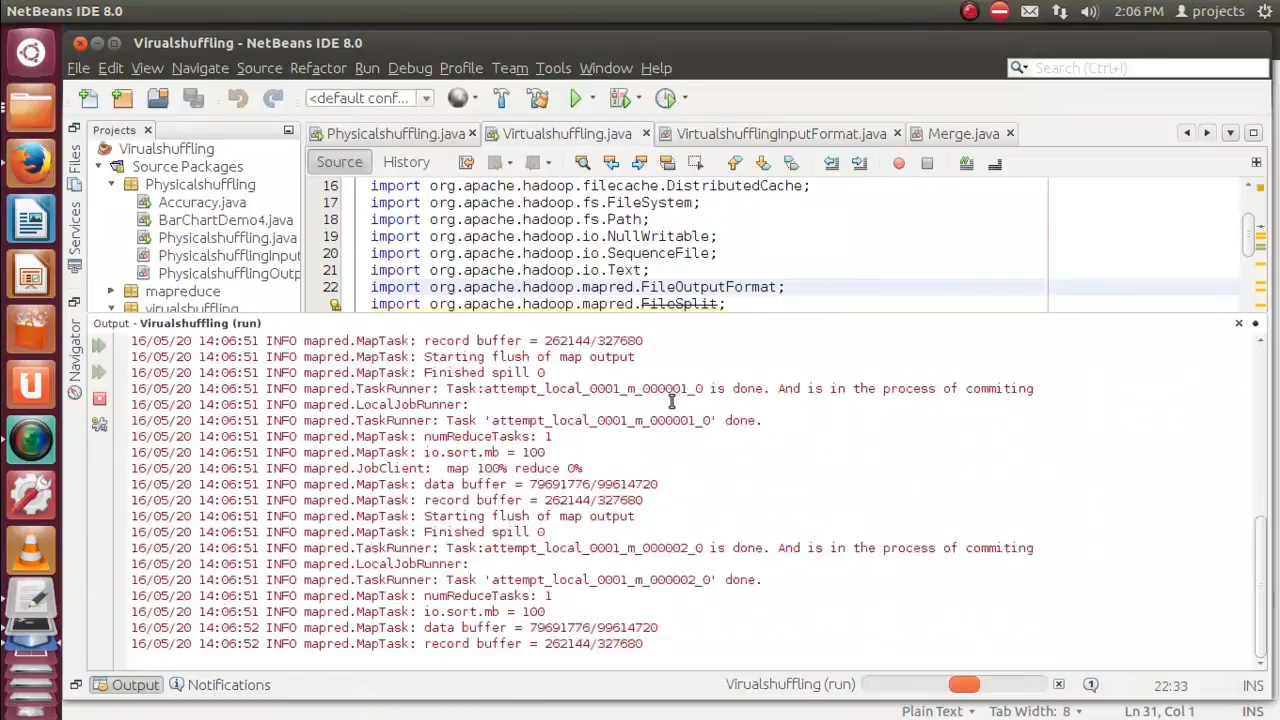 NetBeans IDE 8.0
2:06 PM
projects
Virualshuffling - NetBeans IDE 8.0
File Edit View Navigate Source Refactor Run Debug Profile Team Tools Window Help
Search (Ctrl+I)
<default conf...
Projects
Physicalshuffling.java
Virtualshuffling.java
VirtualshufflingInputFormat.java
Merge.java
Files
Services
Navigator
Virualshuffling
Source Packages
Physicalshuffling
Accuracy.java
BarChartDemo4.java
Physicalshuffling.java
PhysicalshufflingInpu
PhysicalshufflingOutp
mapreduce
virualshuffling
Source History
16 import org.apache.hadoop.filecache.DistributedCache;
17 import org.apache.hadoop.fs.FileSystem;
18 import org.apache.hadoop.fs.Path;
19 import org.apache.hadoop.io.NullWritable;
20 import org.apache.hadoop.io.SequenceFile;
21 import org.apache.hadoop.io.Text;
22 import org.apache.hadoop.mapred.FileOutputFormat;
import org.apache.hadoop.mapred.FileSplit;
Output - Virualshuffling (run)
16/05/20 14:06:51 INFO mapred.MapTask: record buffer = 262144/327680
16/05/20 14:06:51 INFO mapred.MapTask: Starting flush of map output
16/05/20 14:06:51 INFO mapred.MapTask: Finished spill 0
16/05/20 14:06:51 INFO mapred.TaskRunner: Task:attempt_local_0001_m_000001_0 is done. And is in the process of commiting
16/05/20 14:06:51 INFO mapred.LocalJobRunner:
16/05/20 14:06:51 INFO mapred.TaskRunner: Task 'attempt_local_0001_m_000001_0' done.
16/05/20 14:06:51 INFO mapred.MapTask: numReduceTasks: 1
16/05/20 14:06:51 INFO mapred.MapTask: io.sort.mb = 100
16/05/20 14:06:51 INFO mapred.JobClient:  map 100% reduce 0%
16/05/20 14:06:51 INFO mapred.MapTask: data buffer = 79691776/99614720
16/05/20 14:06:51 INFO mapred.MapTask: record buffer = 262144/327680
16/05/20 14:06:51 INFO mapred.MapTask: Starting flush of map output
16/05/20 14:06:51 INFO mapred.MapTask: Finished spill 0
16/05/20 14:06:51 INFO mapred.TaskRunner: Task:attempt_local_0001_m_000002_0 is done. And is in the process of commiting
16/05/20 14:06:51 INFO mapred.LocalJobRunner:
16/05/20 14:06:51 INFO mapred.TaskRunner: Task 'attempt_local_0001_m_000002_0' done.
16/05/20 14:06:51 INFO mapred.MapTask: numReduceTasks: 1
16/05/20 14:06:51 INFO mapred.MapTask: io.sort.mb = 100
16/05/20 14:06:52 INFO mapred.MapTask: data buffer = 79691776/99614720
16/05/20 14:06:52 INFO mapred.MapTask: record buffer = 262144/327680
Output
Notifications
Virualshuffling (run)
1
22:33
INS
Plain Text
Tab Width: 8
Ln 31, Col 1
INS